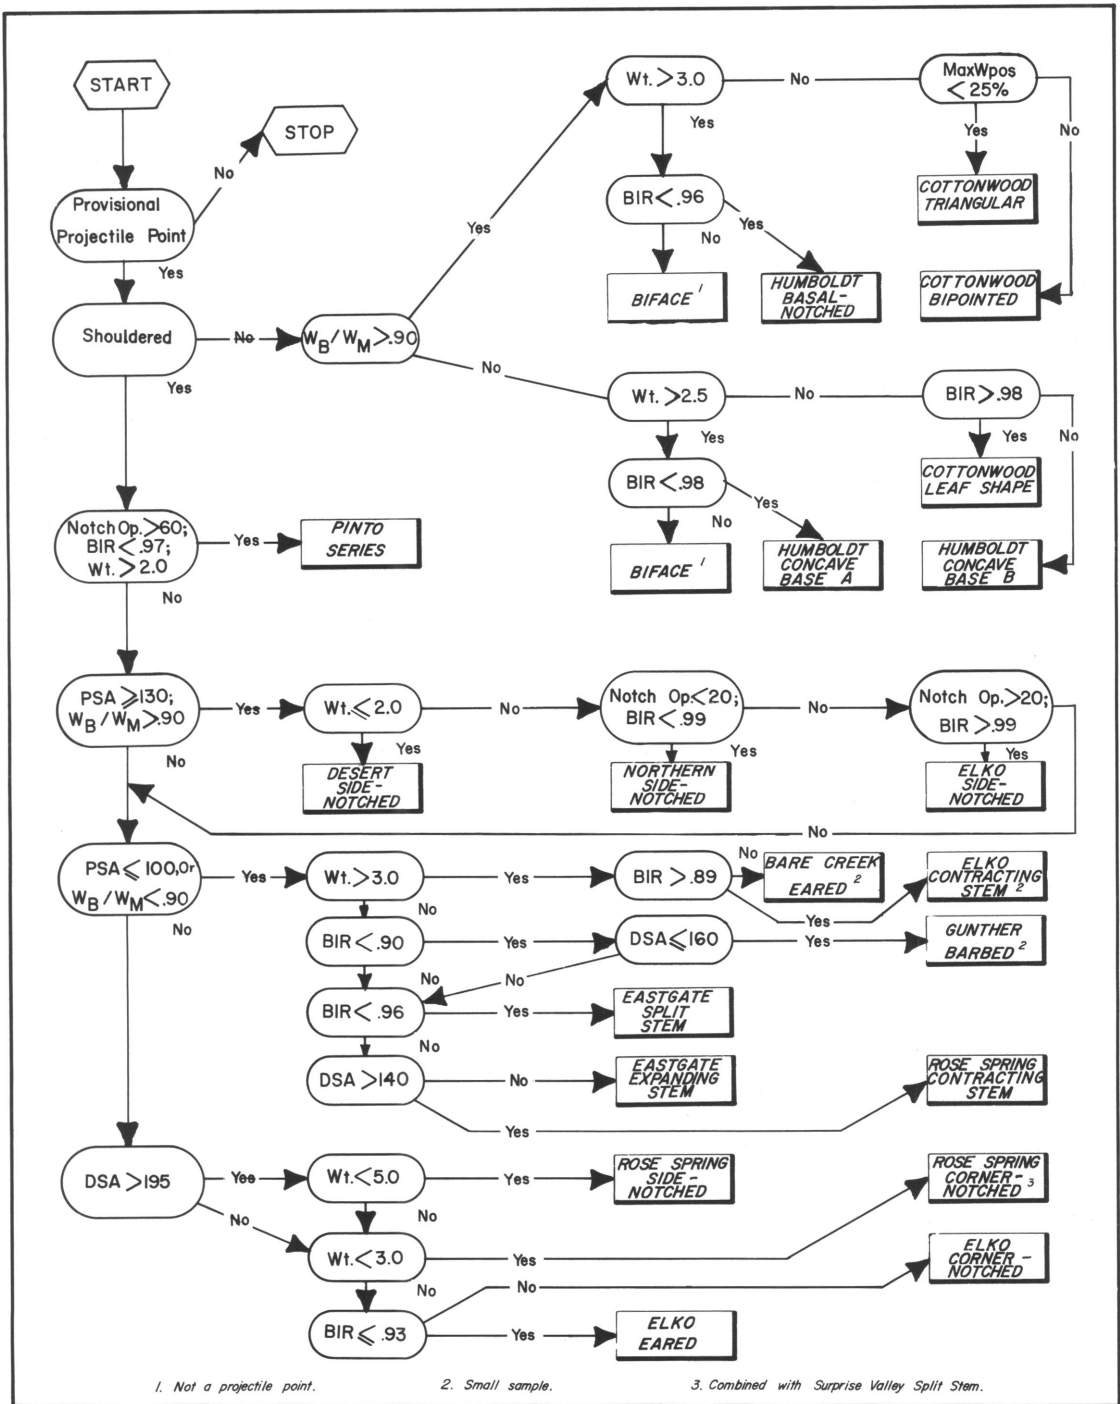 START
STOP
No
Provisional
Projectile Point
Yes
Shouldered
No
Yes
W_B/W_M >.90
Yes
No
Wt. >3.0
No
MaxWpos
<25%
Yes
Yes
No
BIR <.96
Yes
No
COTTONWOOD
TRIANGULAR
BIFACE 1
HUMBOLDT
BASAL-
NOTCHED
COTTONWOOD
BIPOINTED
Wt. >2.5
No
BIR >.98
Yes
Yes
No
BIR <.98
Yes
No
COTTONWOOD
LEAF SHAPE
BIFACE 1
HUMBOLDT
CONCAVE
BASE A
HUMBOLDT
CONCAVE
BASE B
Notch Op. >60;
BIR <.97;
Wt. >2.0
Yes
No
PINTO
SERIES
PSA ≥130;
W_B/W_M >.90
Yes
No
Wt. ≤2.0
No
Yes
Notch Op.<20;
BIR <.99
No
Yes
Notch Op. >20;
BIR >.99
Yes
DESERT
SIDE-
NOTCHED
NORTHERN
SIDE-
NOTCHED
ELKO
SIDE-
NOTCHED
No
PSA ≤100, Or
W_B/W_M <.90
Yes
No
Wt. >3.0
Yes
No
BIR >.89
No
Yes
BARE CREEK
EARED 2
ELKO
CONTRACTING
STEM 2
BIR <.90
Yes
No
DSA ≤160
Yes
No
GUNTHER
BARBED 2
BIR <.96
Yes
No
EASTGATE
SPLIT
STEM
DSA >140
No
Yes
EASTGATE
EXPANDING
STEM
ROSE SPRING
CONTRACTING
STEM
DSA >195
Yes
No
Wt. <5.0
Yes
No
ROSE SPRING
SIDE-
NOTCHED
ROSE SPRING
CORNER-
NOTCHED 3
Wt. <3.0
Yes
No
No
ELKO
CORNER-
NOTCHED
BIR ≤.93
Yes
ELKO
EARED
1. Not a projectile point.
2. Small sample.
3. Combined with Surprise Valley Split Stem.